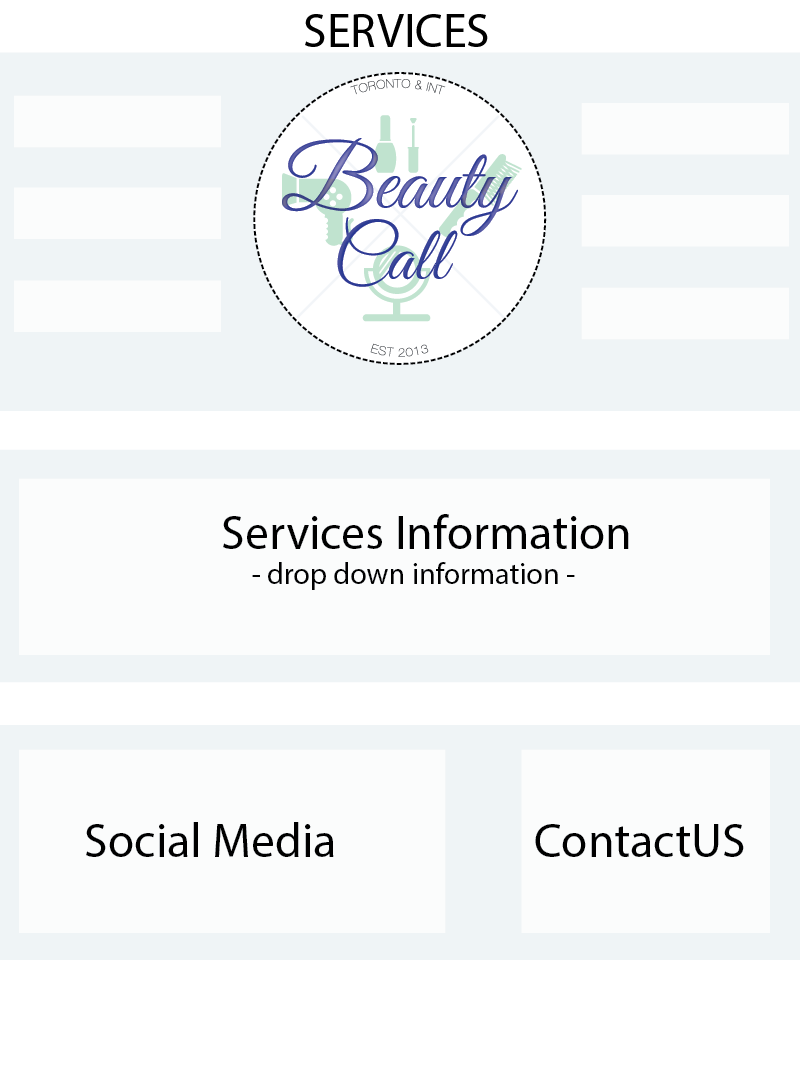 SERVICES
TORONTO & INT
Beauty
Call
EST 2013
Services Information
- drop down information -
Social Media
ContactUS